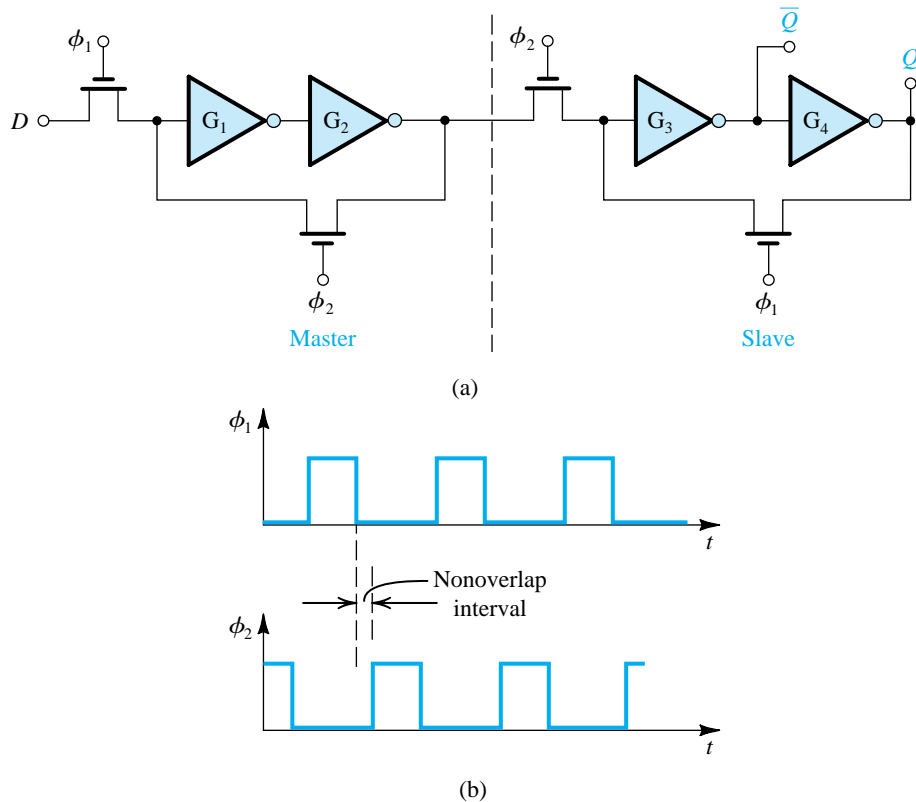 Q̅
ϕ₁
ϕ₂
Q
D
G₁
G₂
G₃
G₄
ϕ₂
ϕ₁
Master
Slave
(a)
ϕ₁
t
Nonoverlap
interval
ϕ₂
t
(b)